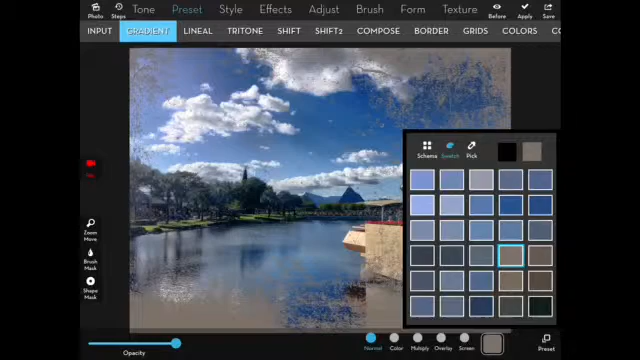 Photo Steps Tone Preset Style Effects Adjust Brush Form Texture Before Apply Save
INPUT GRADIENT LINEAL TRITONE SHIFT SHIFT2 COMPOSE BORDER GRIDS COLORS CO
Schema Swatch Pick
Zoom
Move
Brush
Mask
Shape
Mask
Normal Color Multiply Overlay Screen
Opacity
Preset